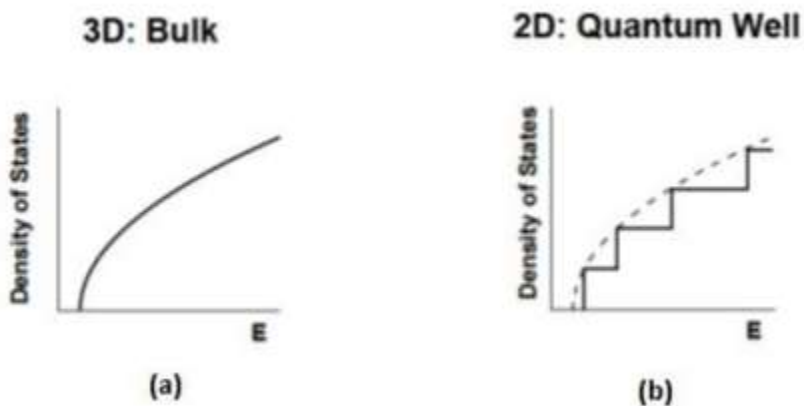 3D: Bulk
2D: Quantum Well
Density of States
E
Density of States
E
(a)
(b)